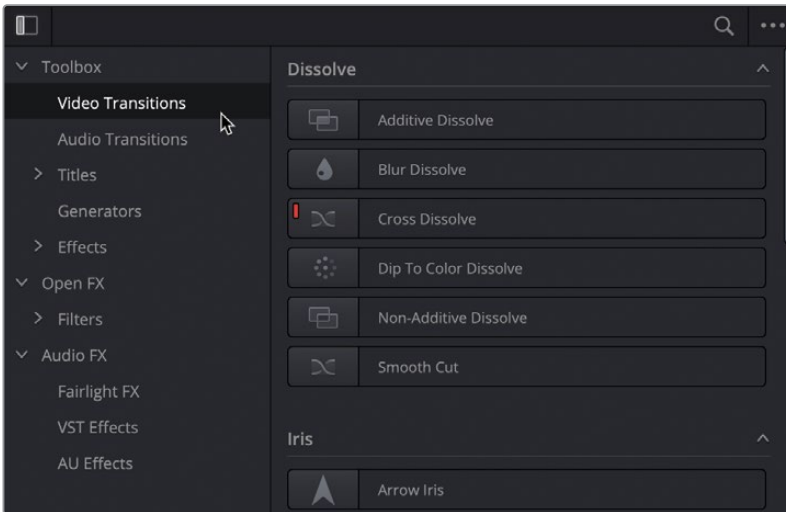 Toolbox
Video Transitions
Audio Transitions
Titles
Generators
Effects
Open FX
Filters
Audio FX
Fairlight FX
VST Effects
AU Effects
Dissolve
Additive Dissolve
Blur Dissolve
Cross Dissolve
Dip To Color Dissolve
Non-Additive Dissolve
Smooth Cut
Iris
Arrow Iris